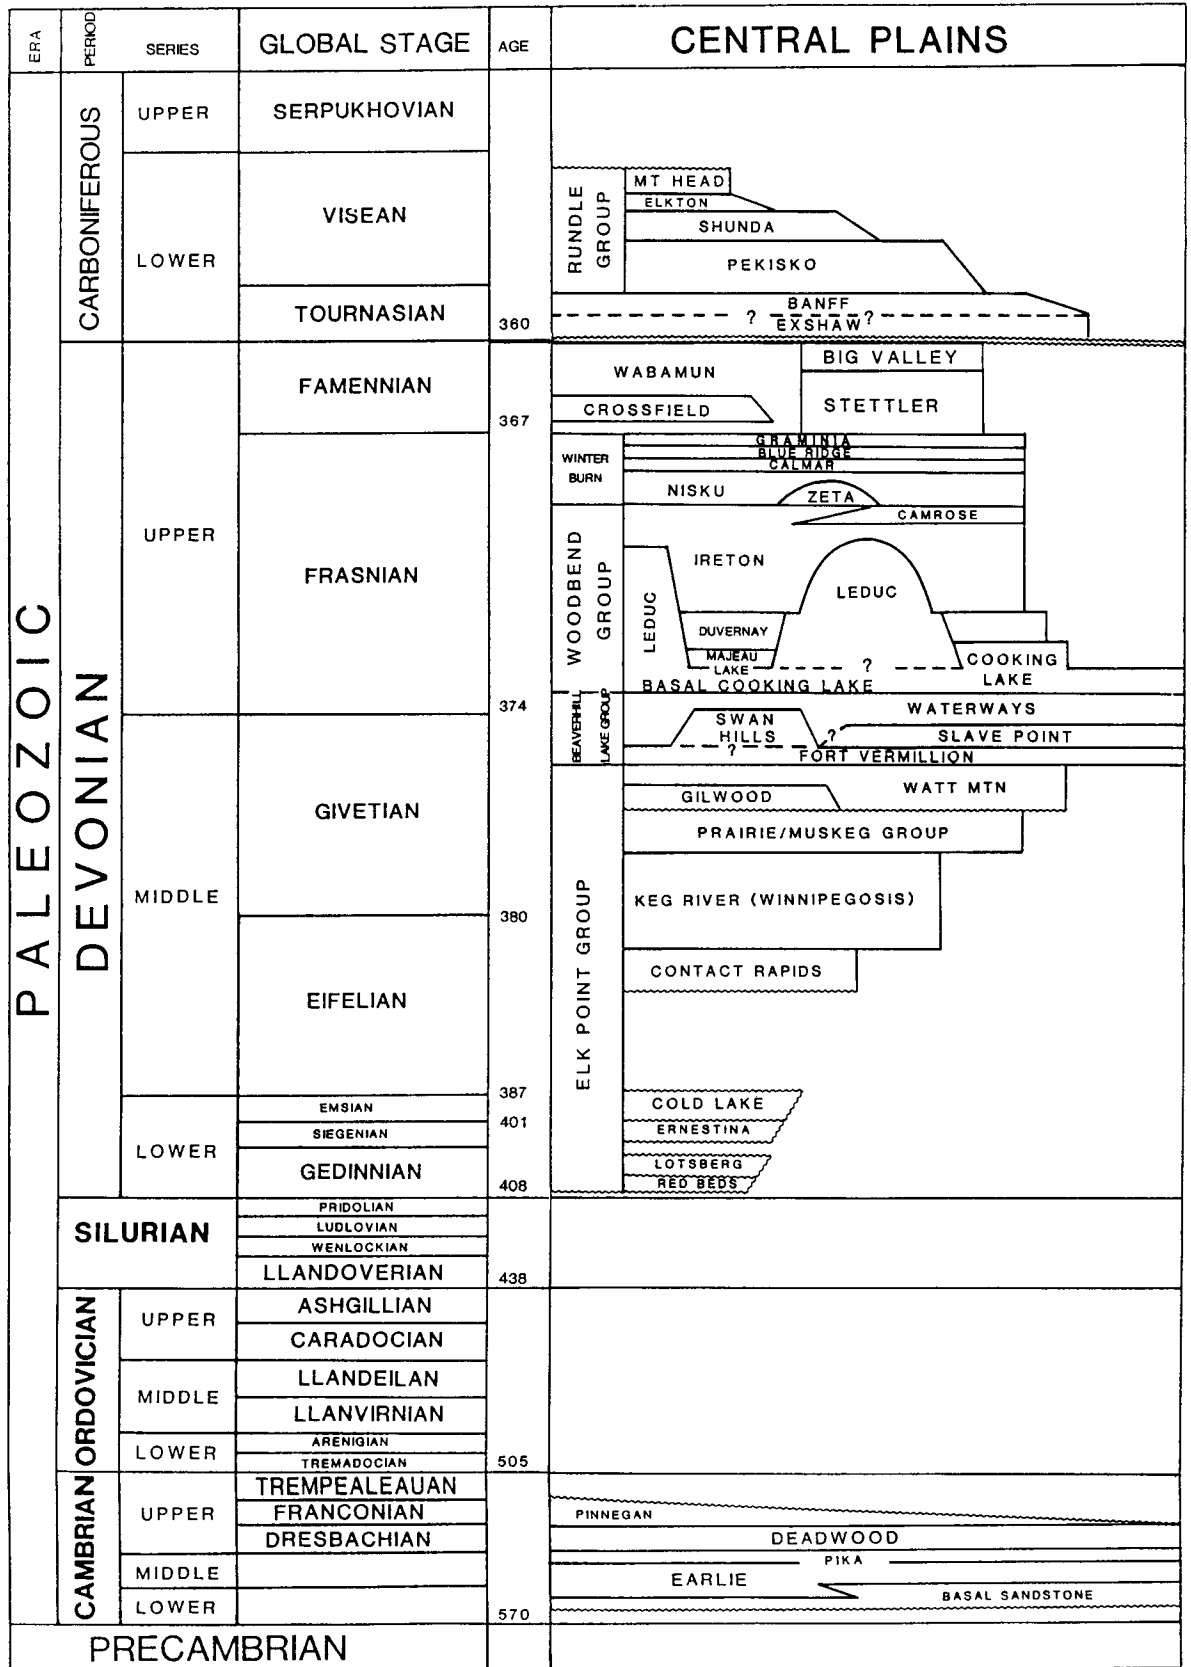 ERA PERIOD SERIES GLOBAL STAGE AGE CENTRAL PLAINS
PALEOZOIC
CARBONIFEROUS
UPPER SERPUKHOVIAN
LOWER
VISEAN
TOURNASIAN
360
RUNDLE
GROUP
MT HEAD
ELKTON
SHUNDA
PEKISKO
BANFF
? ?
EXSHAW
DEVONIAN
UPPER
FAMENNIAN
367
WABAMUN
CROSSFIELD
BIG VALLEY
STETTLER
FRASNIAN
374
WINTER
BURN
GRAMINIA
BLUE RIDGE
CALMAR
NISKU
ZETA
WOODBEND
GROUP
CAMROSE
IRETON
LEDUC
LEDUC
DUVERNAY
MAJEAU
LAKE
?
COOKING
LAKE
BASAL COOKING LAKE
BEAVERHILL
LAKE GROUP
WATERWAYS
SWAN
HILLS
?
?
SLAVE POINT
FORT VERMILLION
MIDDLE
GIVETIAN
380
ELK POINT GROUP
WATT MTN
GILWOOD
PRAIRIE/MUSKEG GROUP
KEG RIVER (WINNIPEGOSIS)
EIFELIAN
387
CONTACT RAPIDS
LOWER
EMSIAN
401
SIEGENIAN
GEDINNIAN
408
COLD LAKE
ERNESTINA
LOTSBERG
RED BEDS
SILURIAN
PRIDOLIAN
LUDLOVIAN
WENLOCKIAN
LLANDOVERIAN
438
ORDOVICIAN
UPPER
ASHGILLIAN
CARADOCIAN
MIDDLE
LLANDEILAN
LLANVIRNIAN
LOWER
ARENIGIAN
TREMADOCIAN
505
CAMBRIAN
UPPER
TREMPEALEAUAN
FRANCONIAN
DRESBACHIAN
PINNEGAN
DEADWOOD
MIDDLE
PIKA
EARLIE
LOWER
BASAL SANDSTONE
570
PRECAMBRIAN